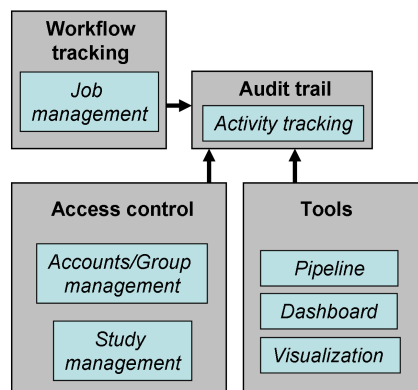 Workflow
tracking
Job
management
Audit trail
Activity tracking
Access control
Accounts/Group
management
Study
management
Tools
Pipeline
Dashboard
Visualization